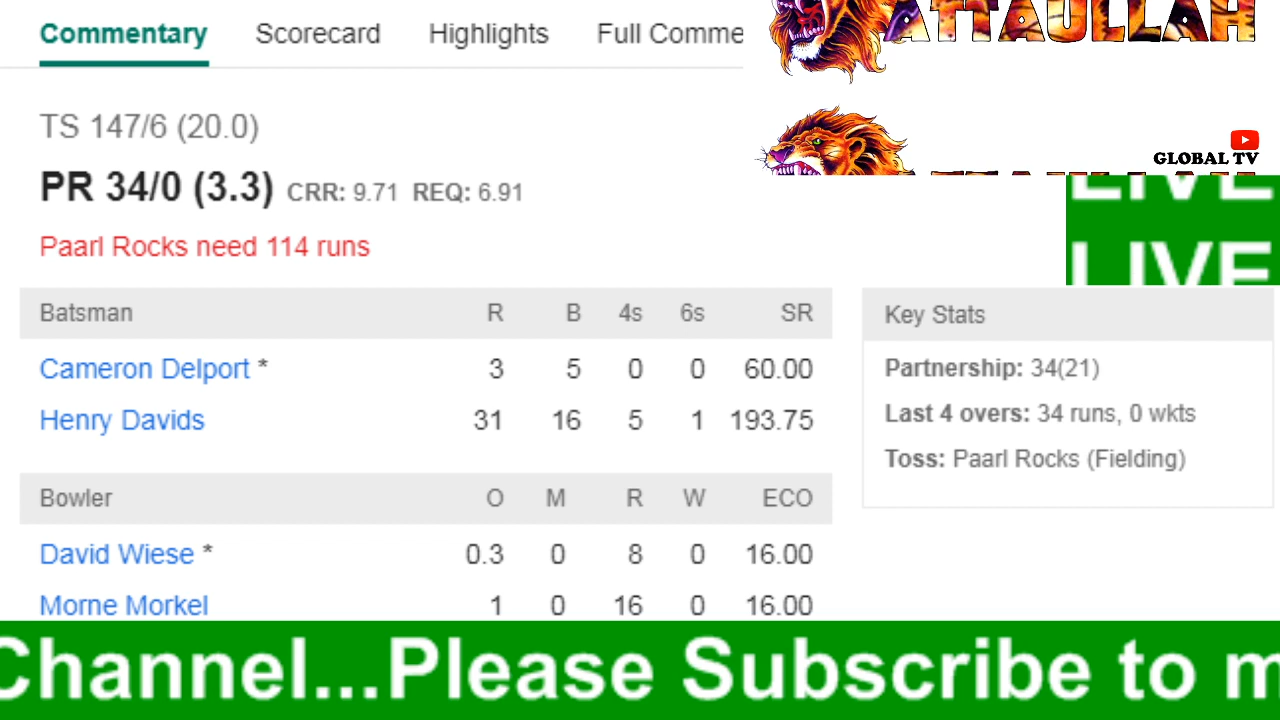 Commentary Scorecard Highlights Full Comme
ATTAULLAH
TS 147/6 (20.0)
GLOBAL TV
PR 34/0 (3.3) CRR: 9.71 REQ: 6.91
LIVE
Paarl Rocks need 114 runs
LIVE
Batsman R B 4s 6s SR
Cameron Delport * 3 5 0 0 60.00
Henry Davids 31 16 5 1 193.75
Key Stats
Partnership: 34(21)
Last 4 overs: 34 runs, 0 wkts
Toss: Paarl Rocks (Fielding)
Bowler O M R W ECO
David Wiese * 0.3 0 8 0 16.00
Morne Morkel 1 0 16 0 16.00
Channel...Please Subscribe to m